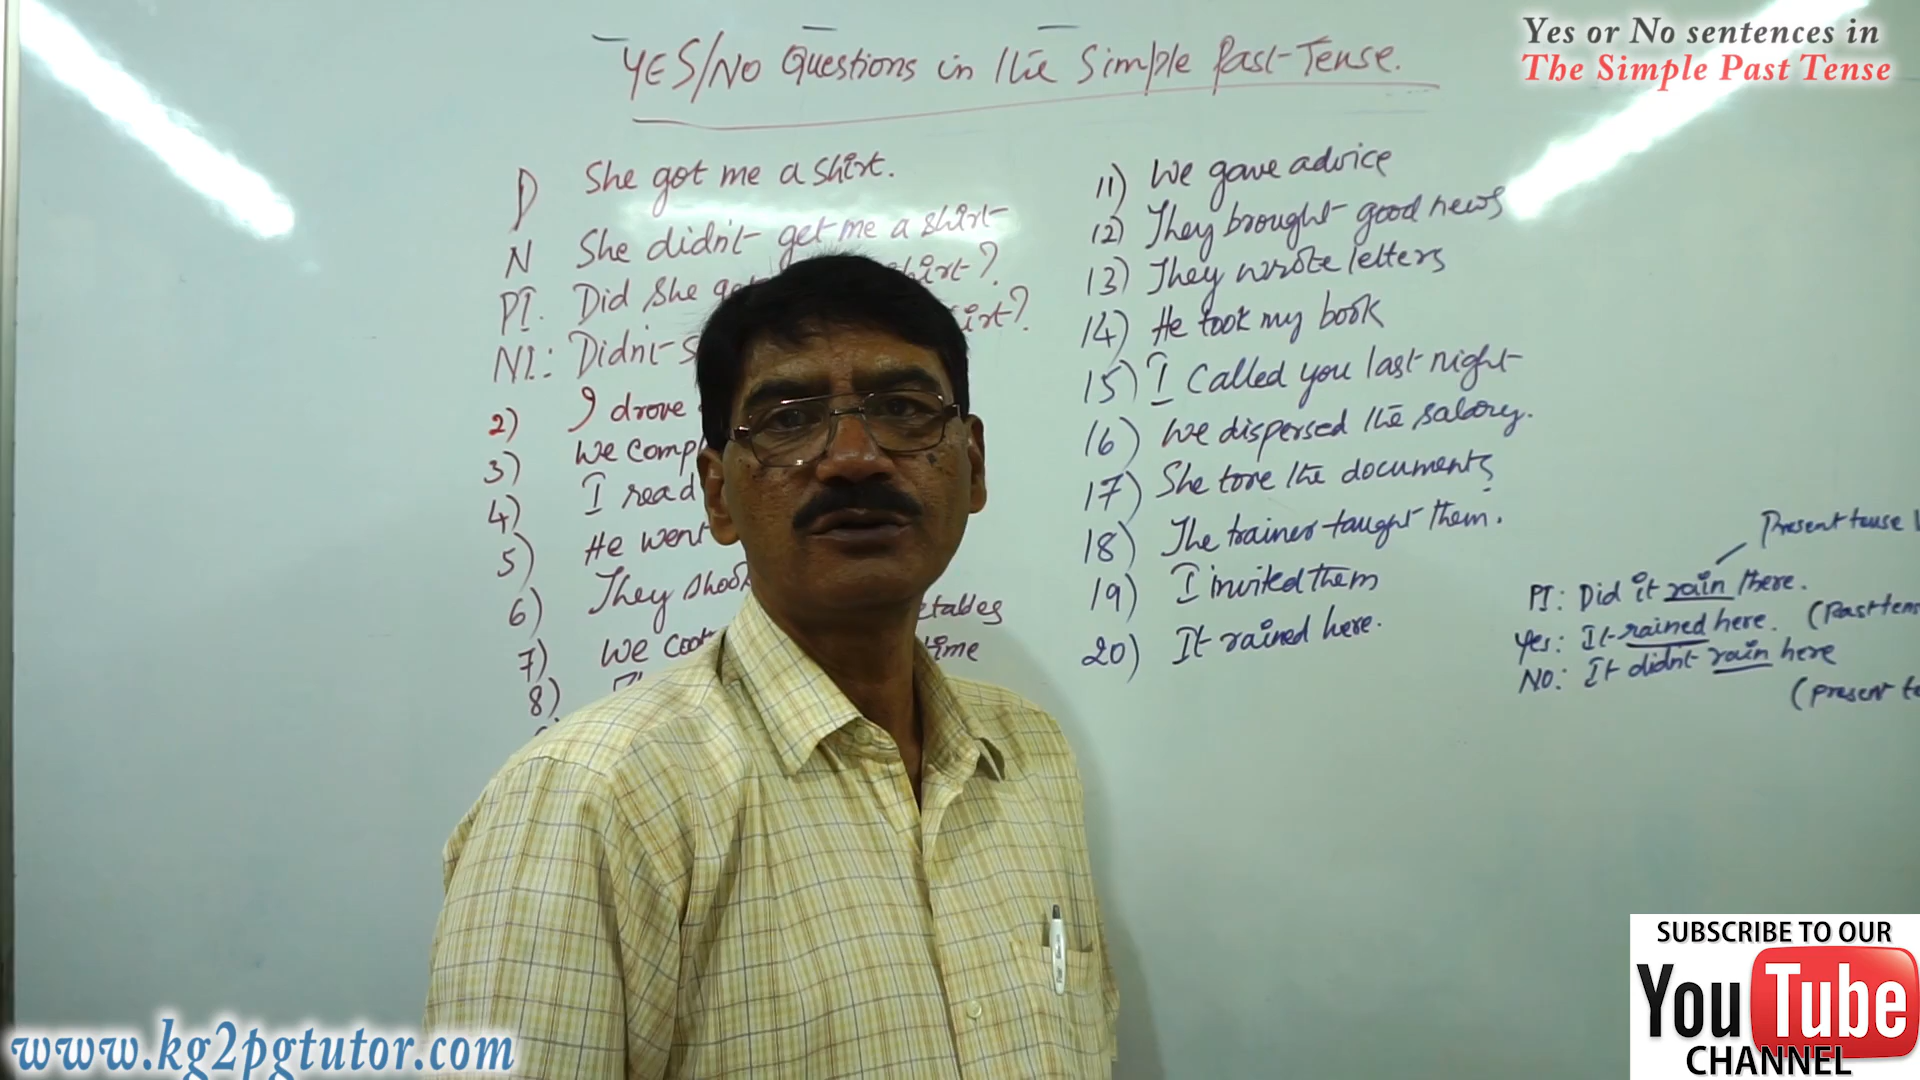 Yes or No sentences in
The Simple Past Tense
YES/NO Questions in the Simple Past-Tense.
1) She got me a shirt.
N She didn't get me a shirt
PI. Did she get shirt?
NI: Didn't
2) I drove
3) We
4) I read
5) He went
6) They
7) We
8)
time
11) We gave advice
12) They brought good news
13) They wrote letters
14) He took my book
15) I called you last night
16) We dispersed the salary.
17) She tore the documents
18) The trainer taught them.
19) I invited them
20) It rained here.
Present tense
PI: Did it rain there.
Yes: It rained here.
NO: It didn't rain here
(present
SUBSCRIBE TO OUR
YouTube
CHANNEL
www.kg2pgtutor.com